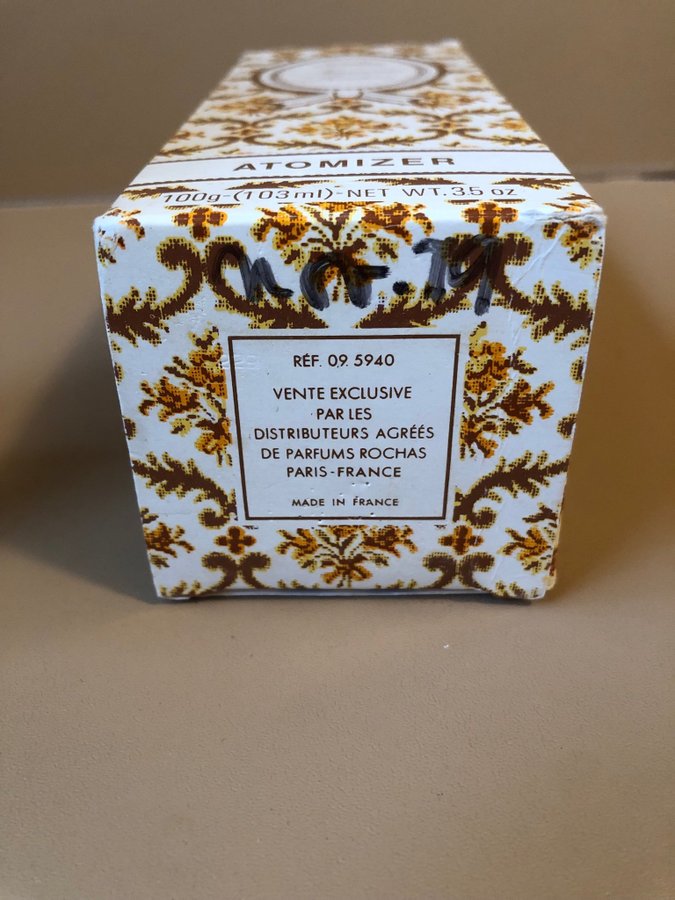 ATOMIZER
100g-(103ml)-NET WT.3.5 oz
RÉF. 09. 5940
VENTE EXCLUSIVE
PAR LES
DISTRIBUTEURS AGRÉÉS
DE PARFUMS ROCHAS
PARIS-FRANCE
MADE IN FRANCE